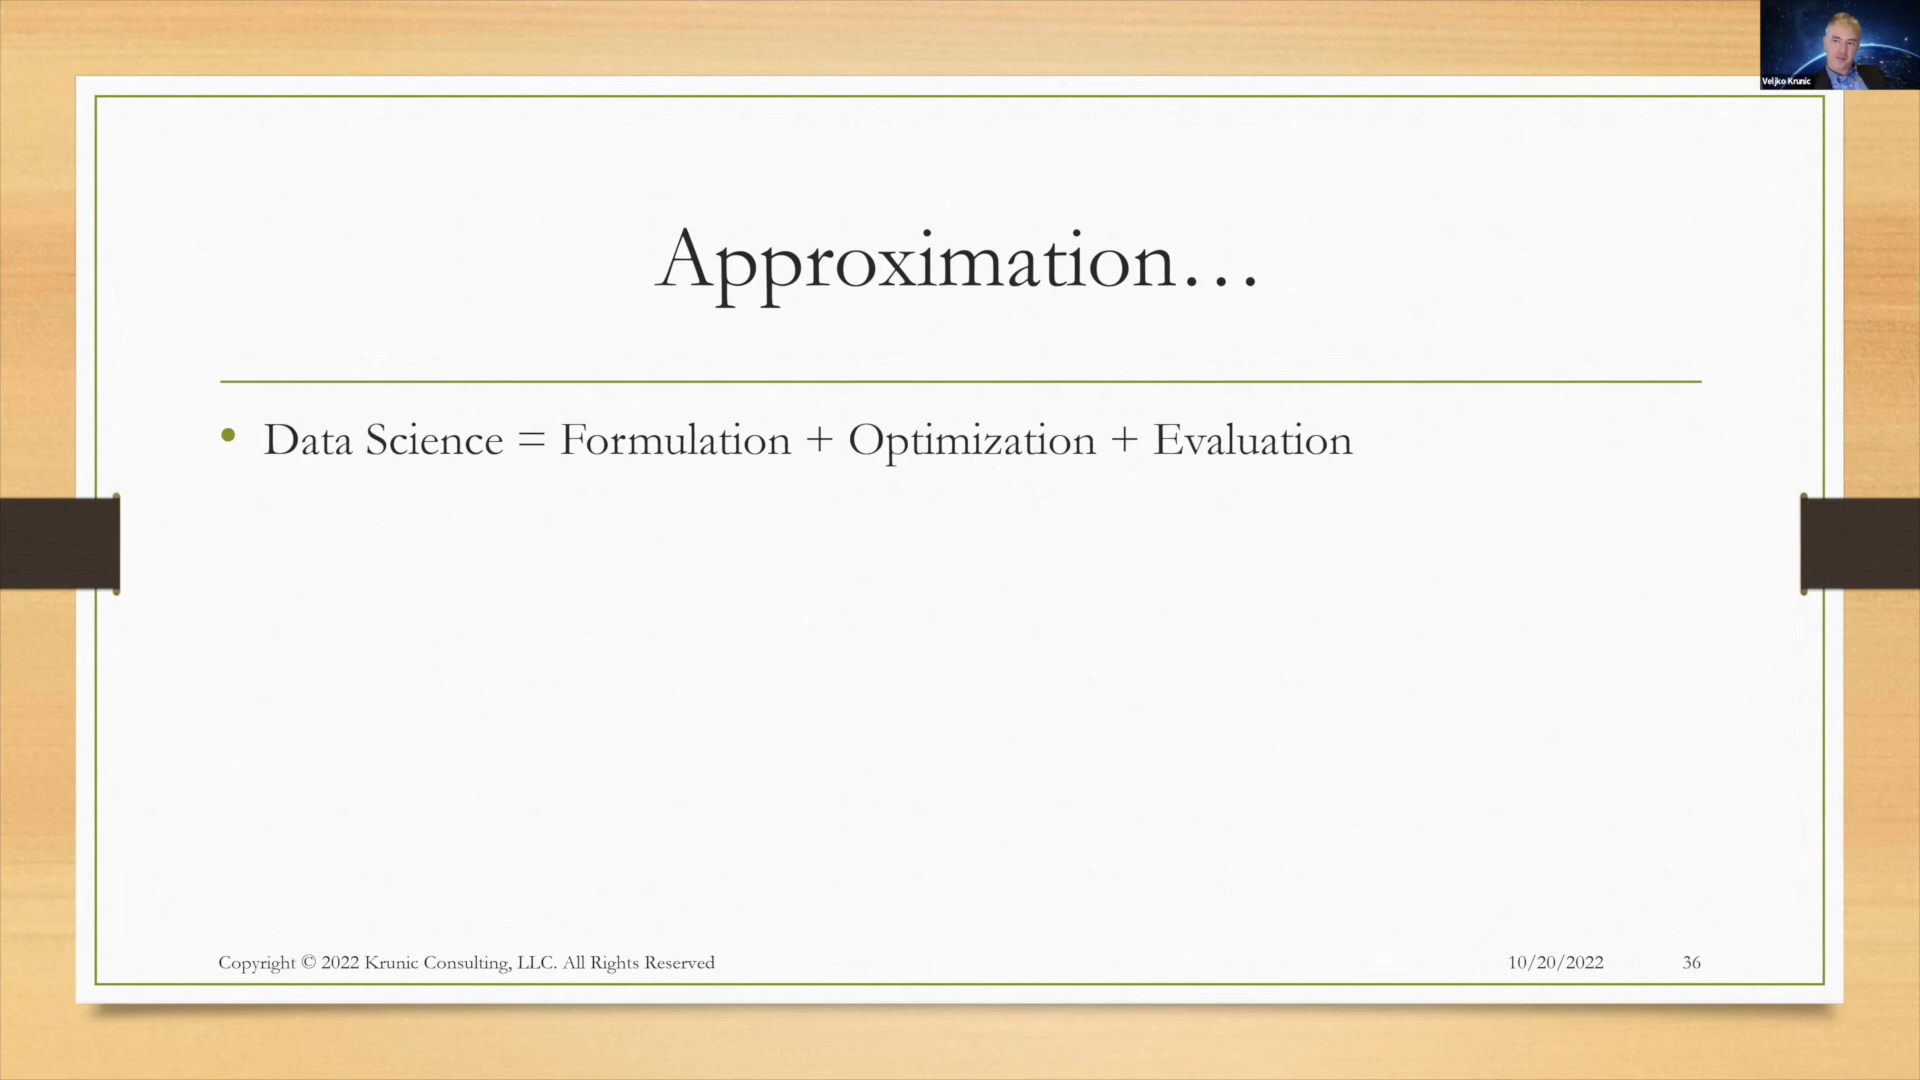 Veljko Krunic
Approximation…
• Data Science = Formulation + Optimization + Evaluation
Copyright © 2022 Krunic Consulting, LLC. All Rights Reserved
10/20/2022
36